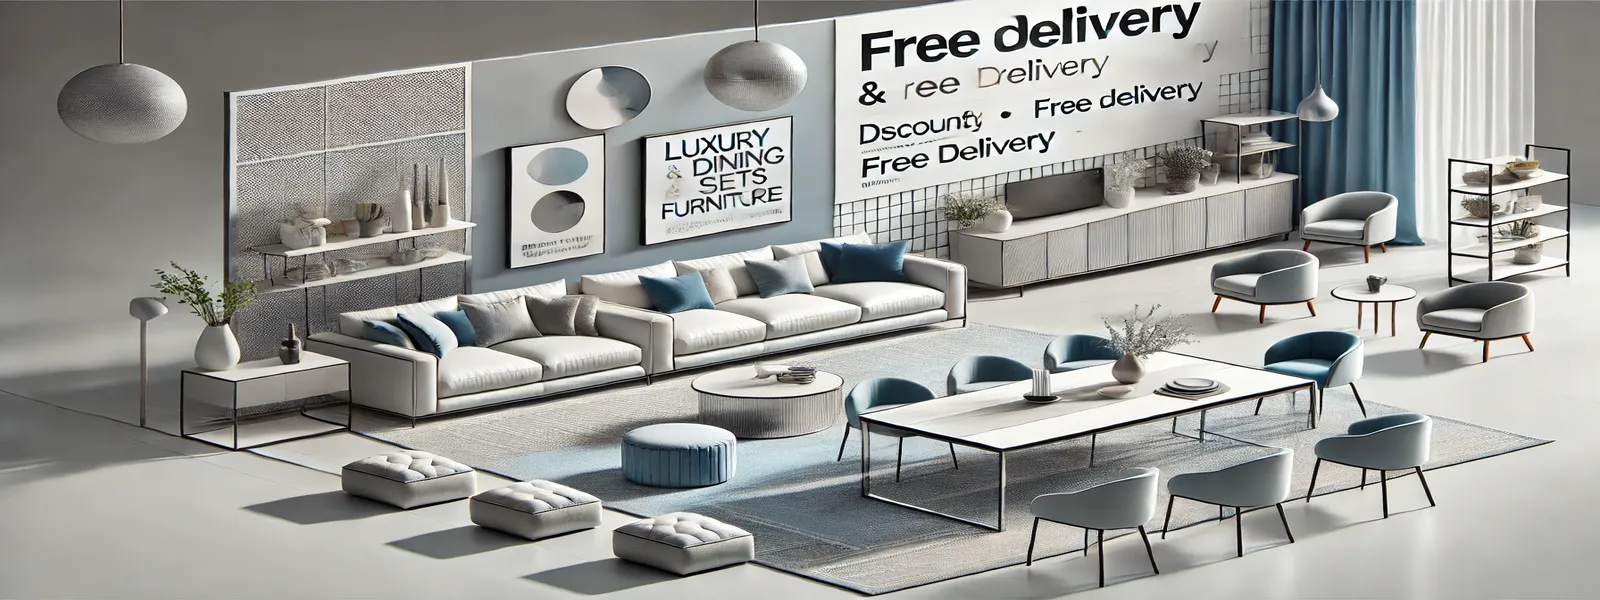 Free delivery
& ree Drelivery
y
Dscounty • Free delivery
Free Delivery
LUXURY
& DINING
& SETS
FURNITURE